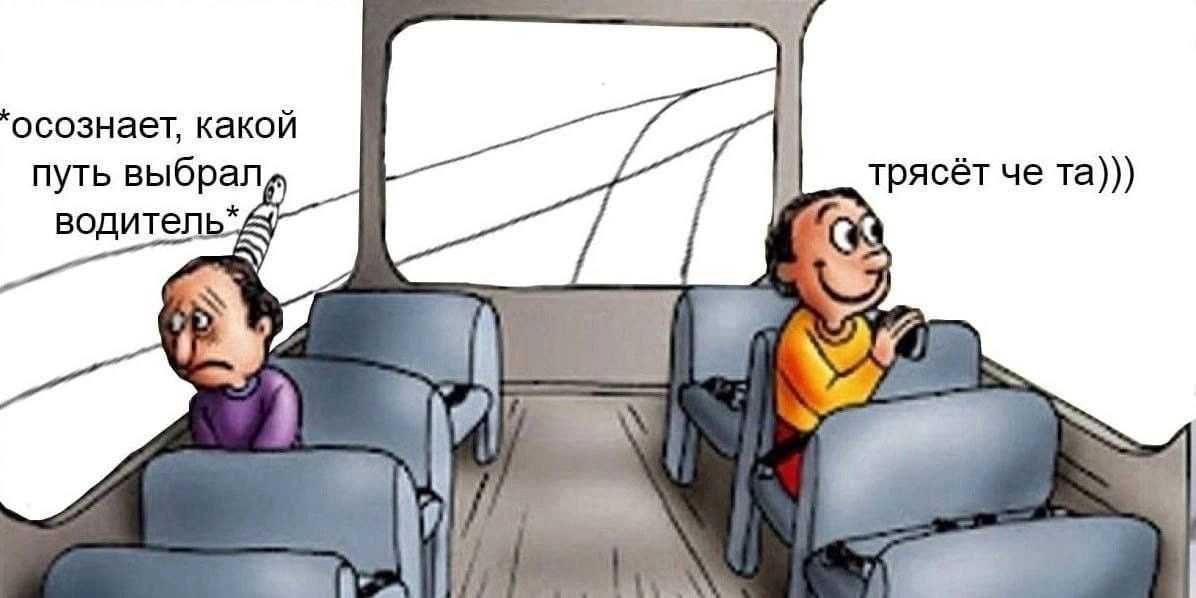 *осознает, какой
путь выбрал
водитель*
трясёт че та)))